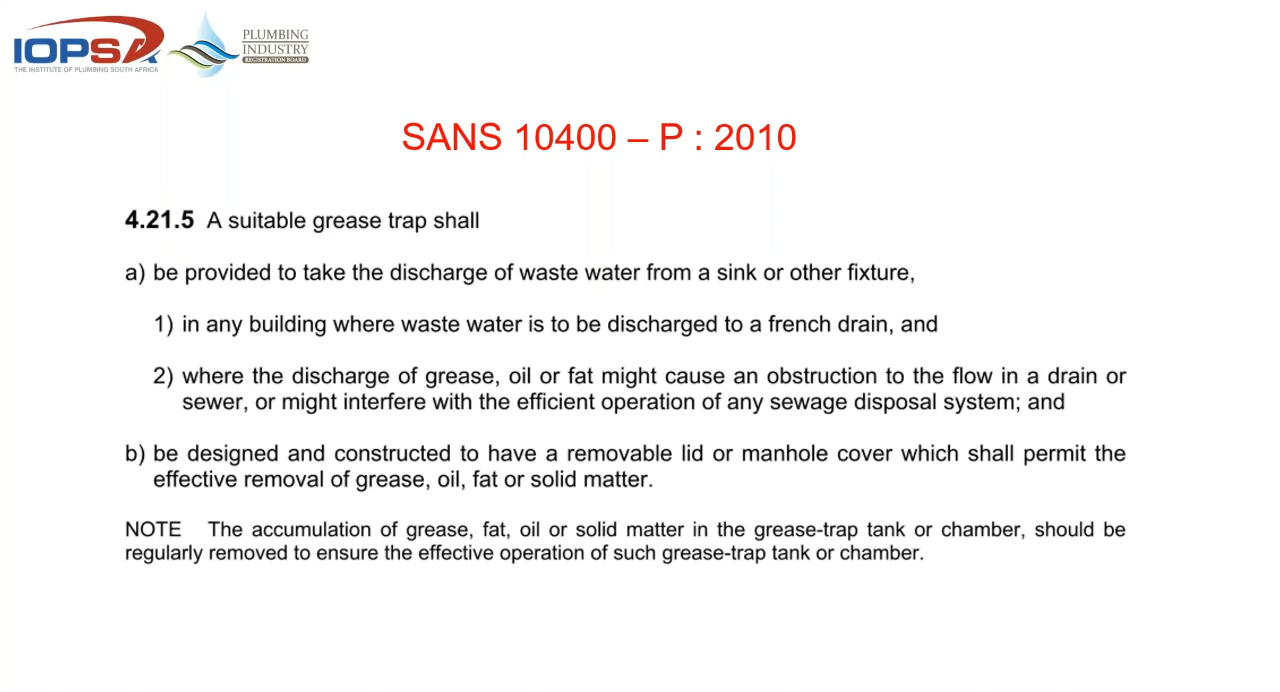 IOPSA
THE INSTITUTE OF PLUMBING SOUTH AFRICA
PLUMBING
INDUSTRY
REGISTRATION BOARD
SANS 10400 – P : 2010
4.21.5 A suitable grease trap shall
a) be provided to take the discharge of waste water from a sink or other fixture,
1) in any building where waste water is to be discharged to a french drain, and
2) where the discharge of grease, oil or fat might cause an obstruction to the flow in a drain or
sewer, or might interfere with the efficient operation of any sewage disposal system; and
b) be designed and constructed to have a removable lid or manhole cover which shall permit the
effective removal of grease, oil, fat or solid matter.
NOTE The accumulation of grease, fat, oil or solid matter in the grease-trap tank or chamber, should be
regularly removed to ensure the effective operation of such grease-trap tank or chamber.